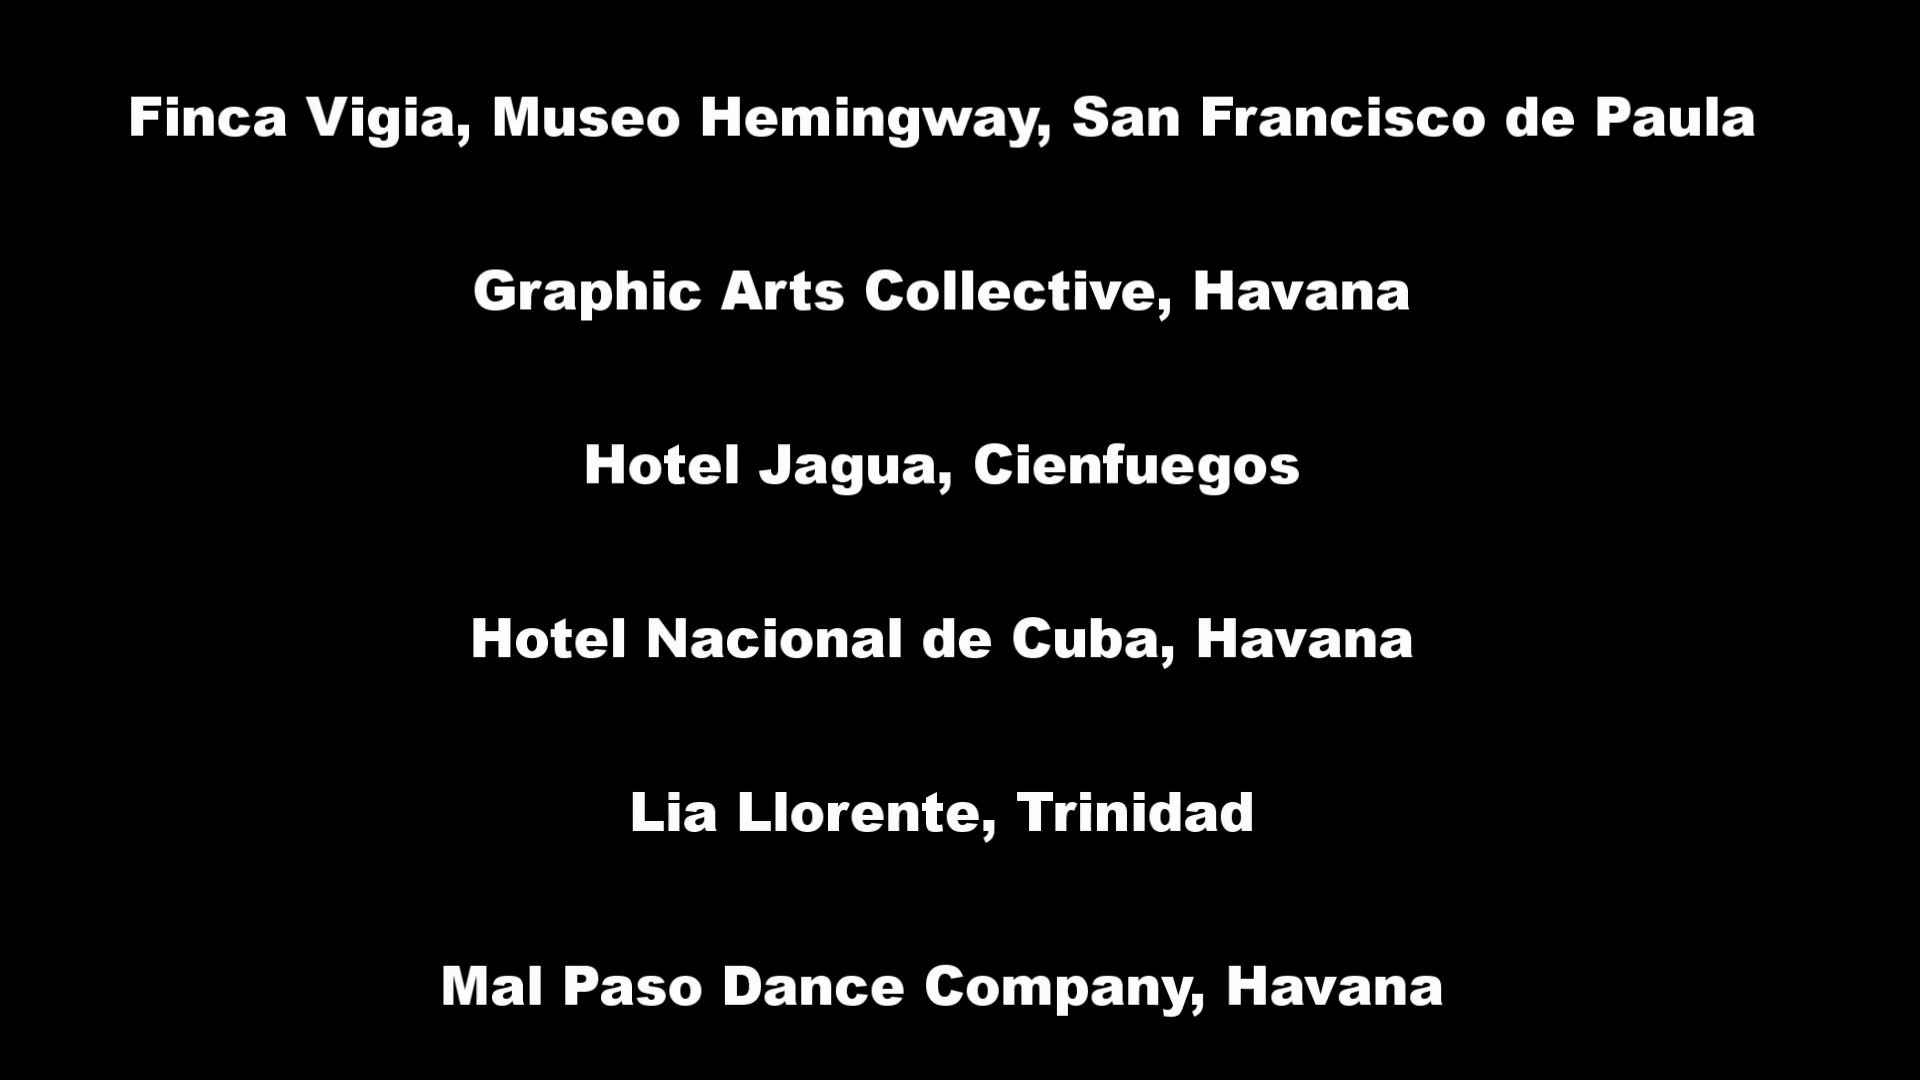 Finca Vigia, Museo Hemingway, San Francisco de Paula
Graphic Arts Collective, Havana
Hotel Jagua, Cienfuegos
Hotel Nacional de Cuba, Havana
Lia Llorente, Trinidad
Mal Paso Dance Company, Havana